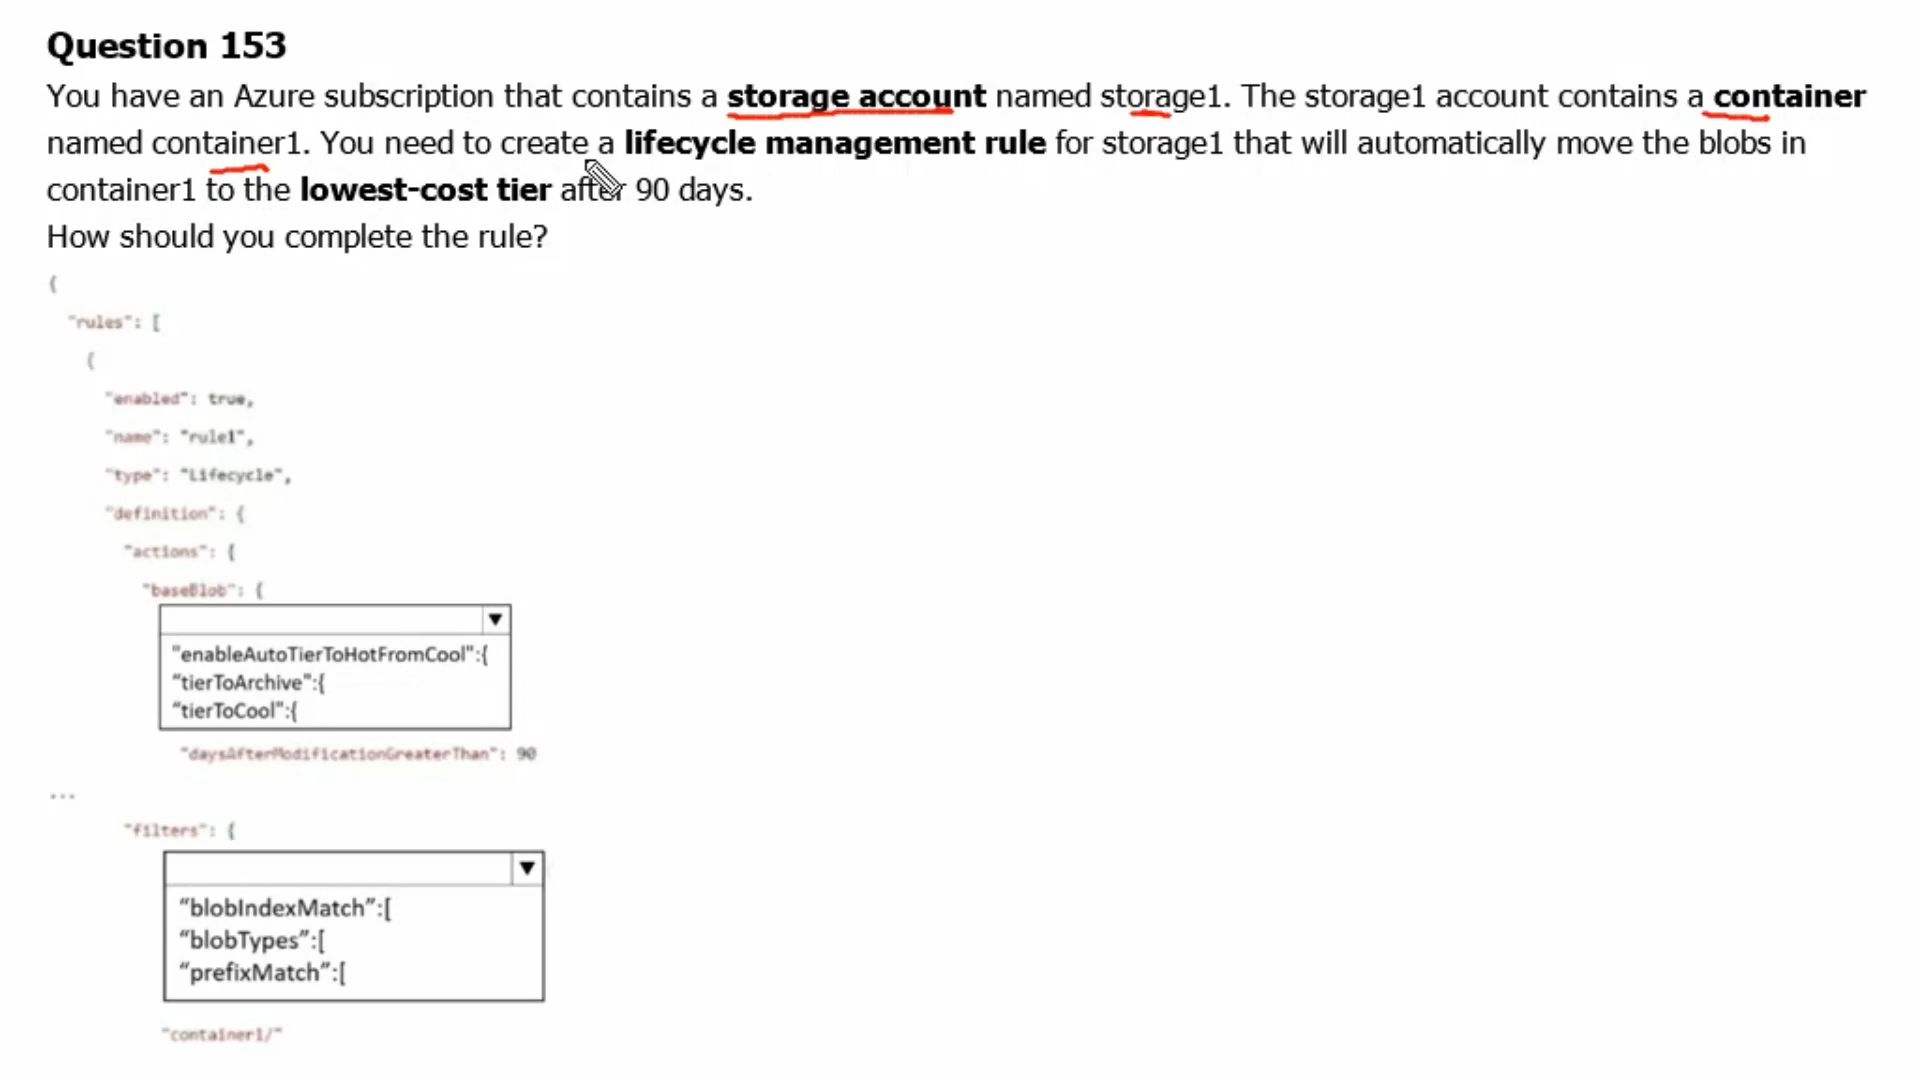 Question 153
You have an Azure subscription that contains a storage account named storage1. The storage1 account contains a container
named container1. You need to create a lifecycle management rule for storage1 that will automatically move the blobs in
container1 to the lowest-cost tier after 90 days.
How should you complete the rule?
{
"rules": [
{
"enabled": true,
"name": "rule1",
"type": "Lifecycle",
"definition": {
"actions": {
"baseBlob": {
"enableAutoTierToHotFromCool":{
"tierToArchive":{
"tierToCool":{
"daysAfterModificationGreaterThan": 90
...
"filters": {
"blobIndexMatch":[
"blobTypes":[
"prefixMatch":[
"container1/"